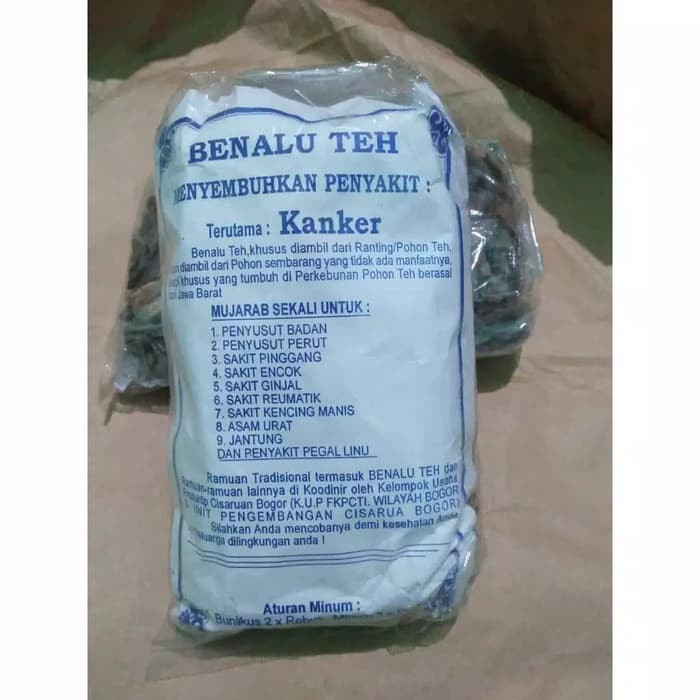 BENALU TEH
MENYEMBUHKAN PENYAKIT :
Terutama : Kanker
Benalu Teh,khusus diambil dari Ranting/Pohon Teh,
diambil dari Pohon sembarang yang tidak ada manfaatnya,
khusus yang tumbuh di Perkebunan Pohon Teh berasal
Jawa Barat
MUJARAB SEKALI UNTUK :
1. PENYUSUT BADAN
2. PENYUSUT PERUT
3. SAKIT PINGGANG
4. SAKIT ENCOK
5. SAKIT GINJAL
6. SAKIT REUMATIK
7. SAKIT KENCING MANIS
8. ASAM URAT
9. JANTUNG
DAN PENYAKIT PEGAL LINU
Ramuan Tradisional termasuk BENALU TEH dan
Ramuan-ramuan lainnya di Koodinir oleh Kelompok Usaha
Cisaruan Bogor (K.U.P FKPCTI. WILAYAH BOGOR
UNIT PENGEMBANGAN CISARUA BOGOR)
Silahkan Anda mencobanya demi kesehatan Anda
dilingkungan anda !
Aturan Minum :
Bungkus 2 x Rebus